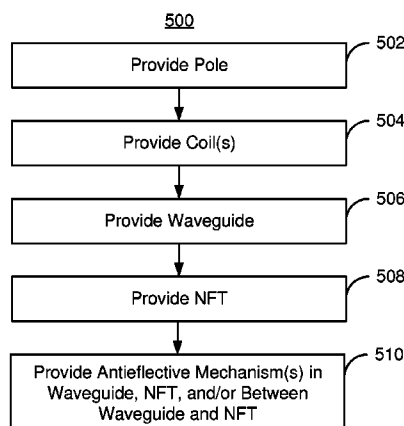 500
502
Provide Pole
504
Provide Coil(s)
506
Provide Waveguide
508
Provide NFT
510
Provide Antieflective Mechanism(s) in
Waveguide, NFT, and/or Between
Waveguide and NFT